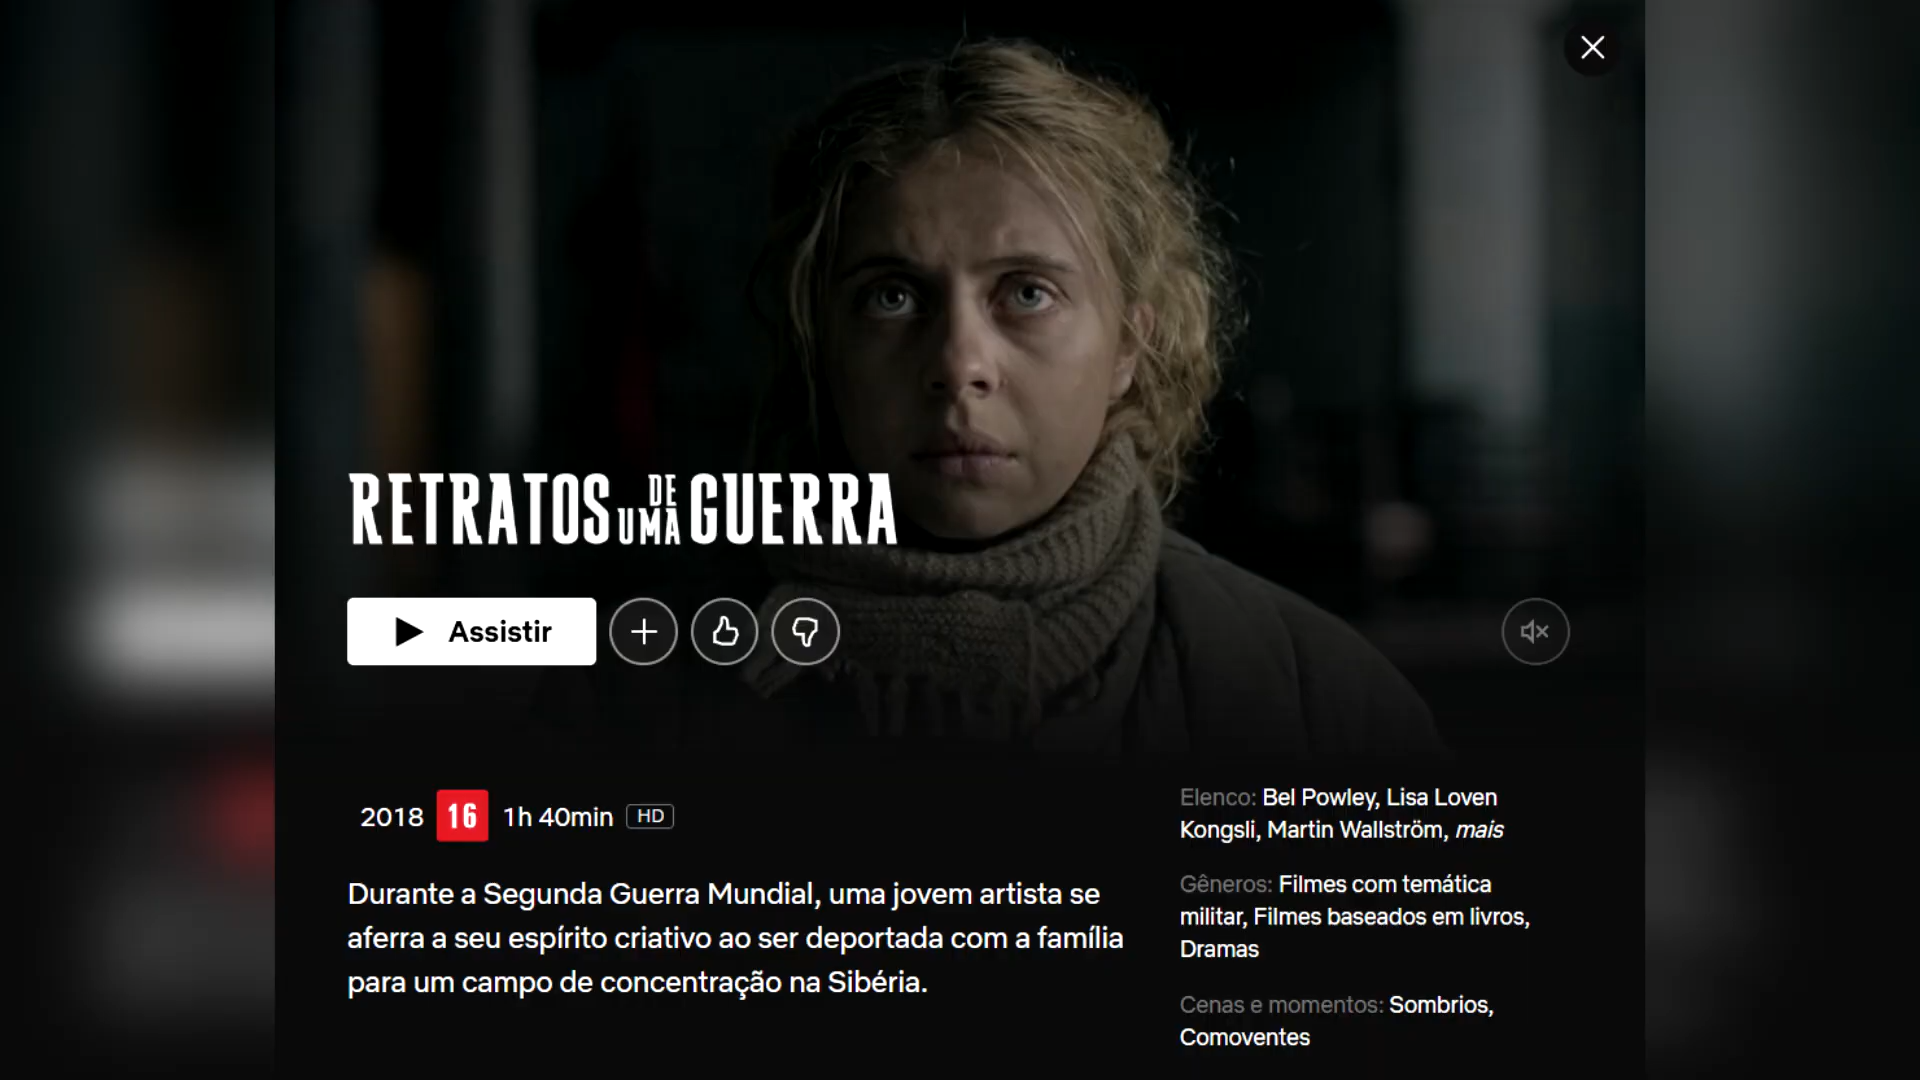 RETRATOS DE UMA GUERRA
Assistir
2018 16 1h 40min HD
Durante a Segunda Guerra Mundial, uma jovem artista se
aferra a seu espírito criativo ao ser deportada com a família
para um campo de concentração na Sibéria.
Elenco: Bel Powley, Lisa Loven
Kongsli, Martin Wallström, mais
Gêneros: Filmes com temática
militar, Filmes baseados em livros,
Dramas
Cenas e momentos: Sombrios,
Comoventes